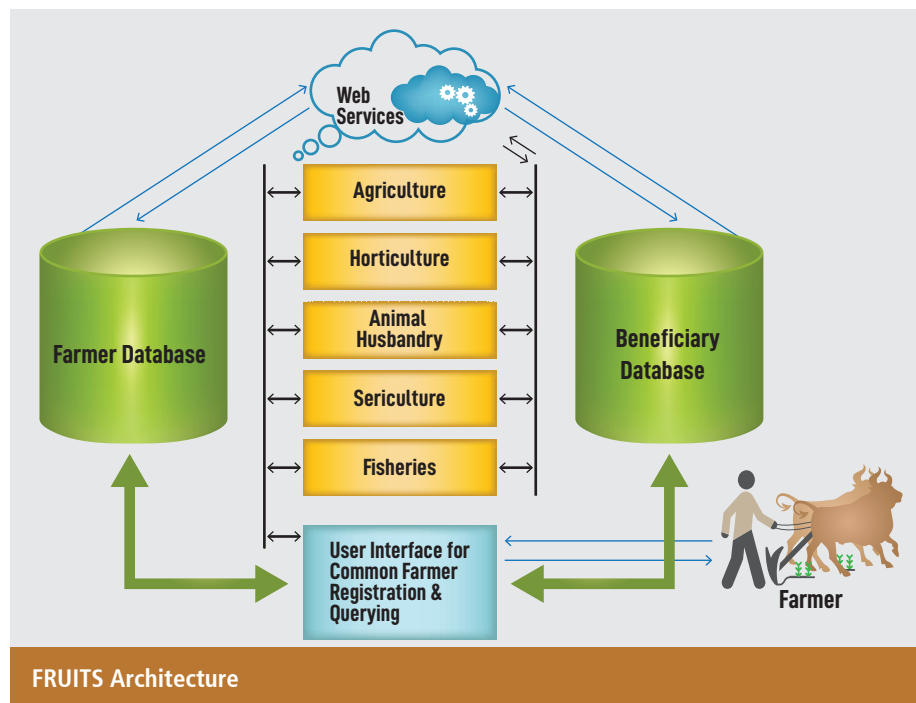 Web
Services
Agriculture
Horticulture
Animal
Husbandry
Sericulture
Fisheries
Farmer Database
Beneficiary
Database
User Interface for
Common Farmer
Registration &
Querying
Farmer
FRUITS Architecture